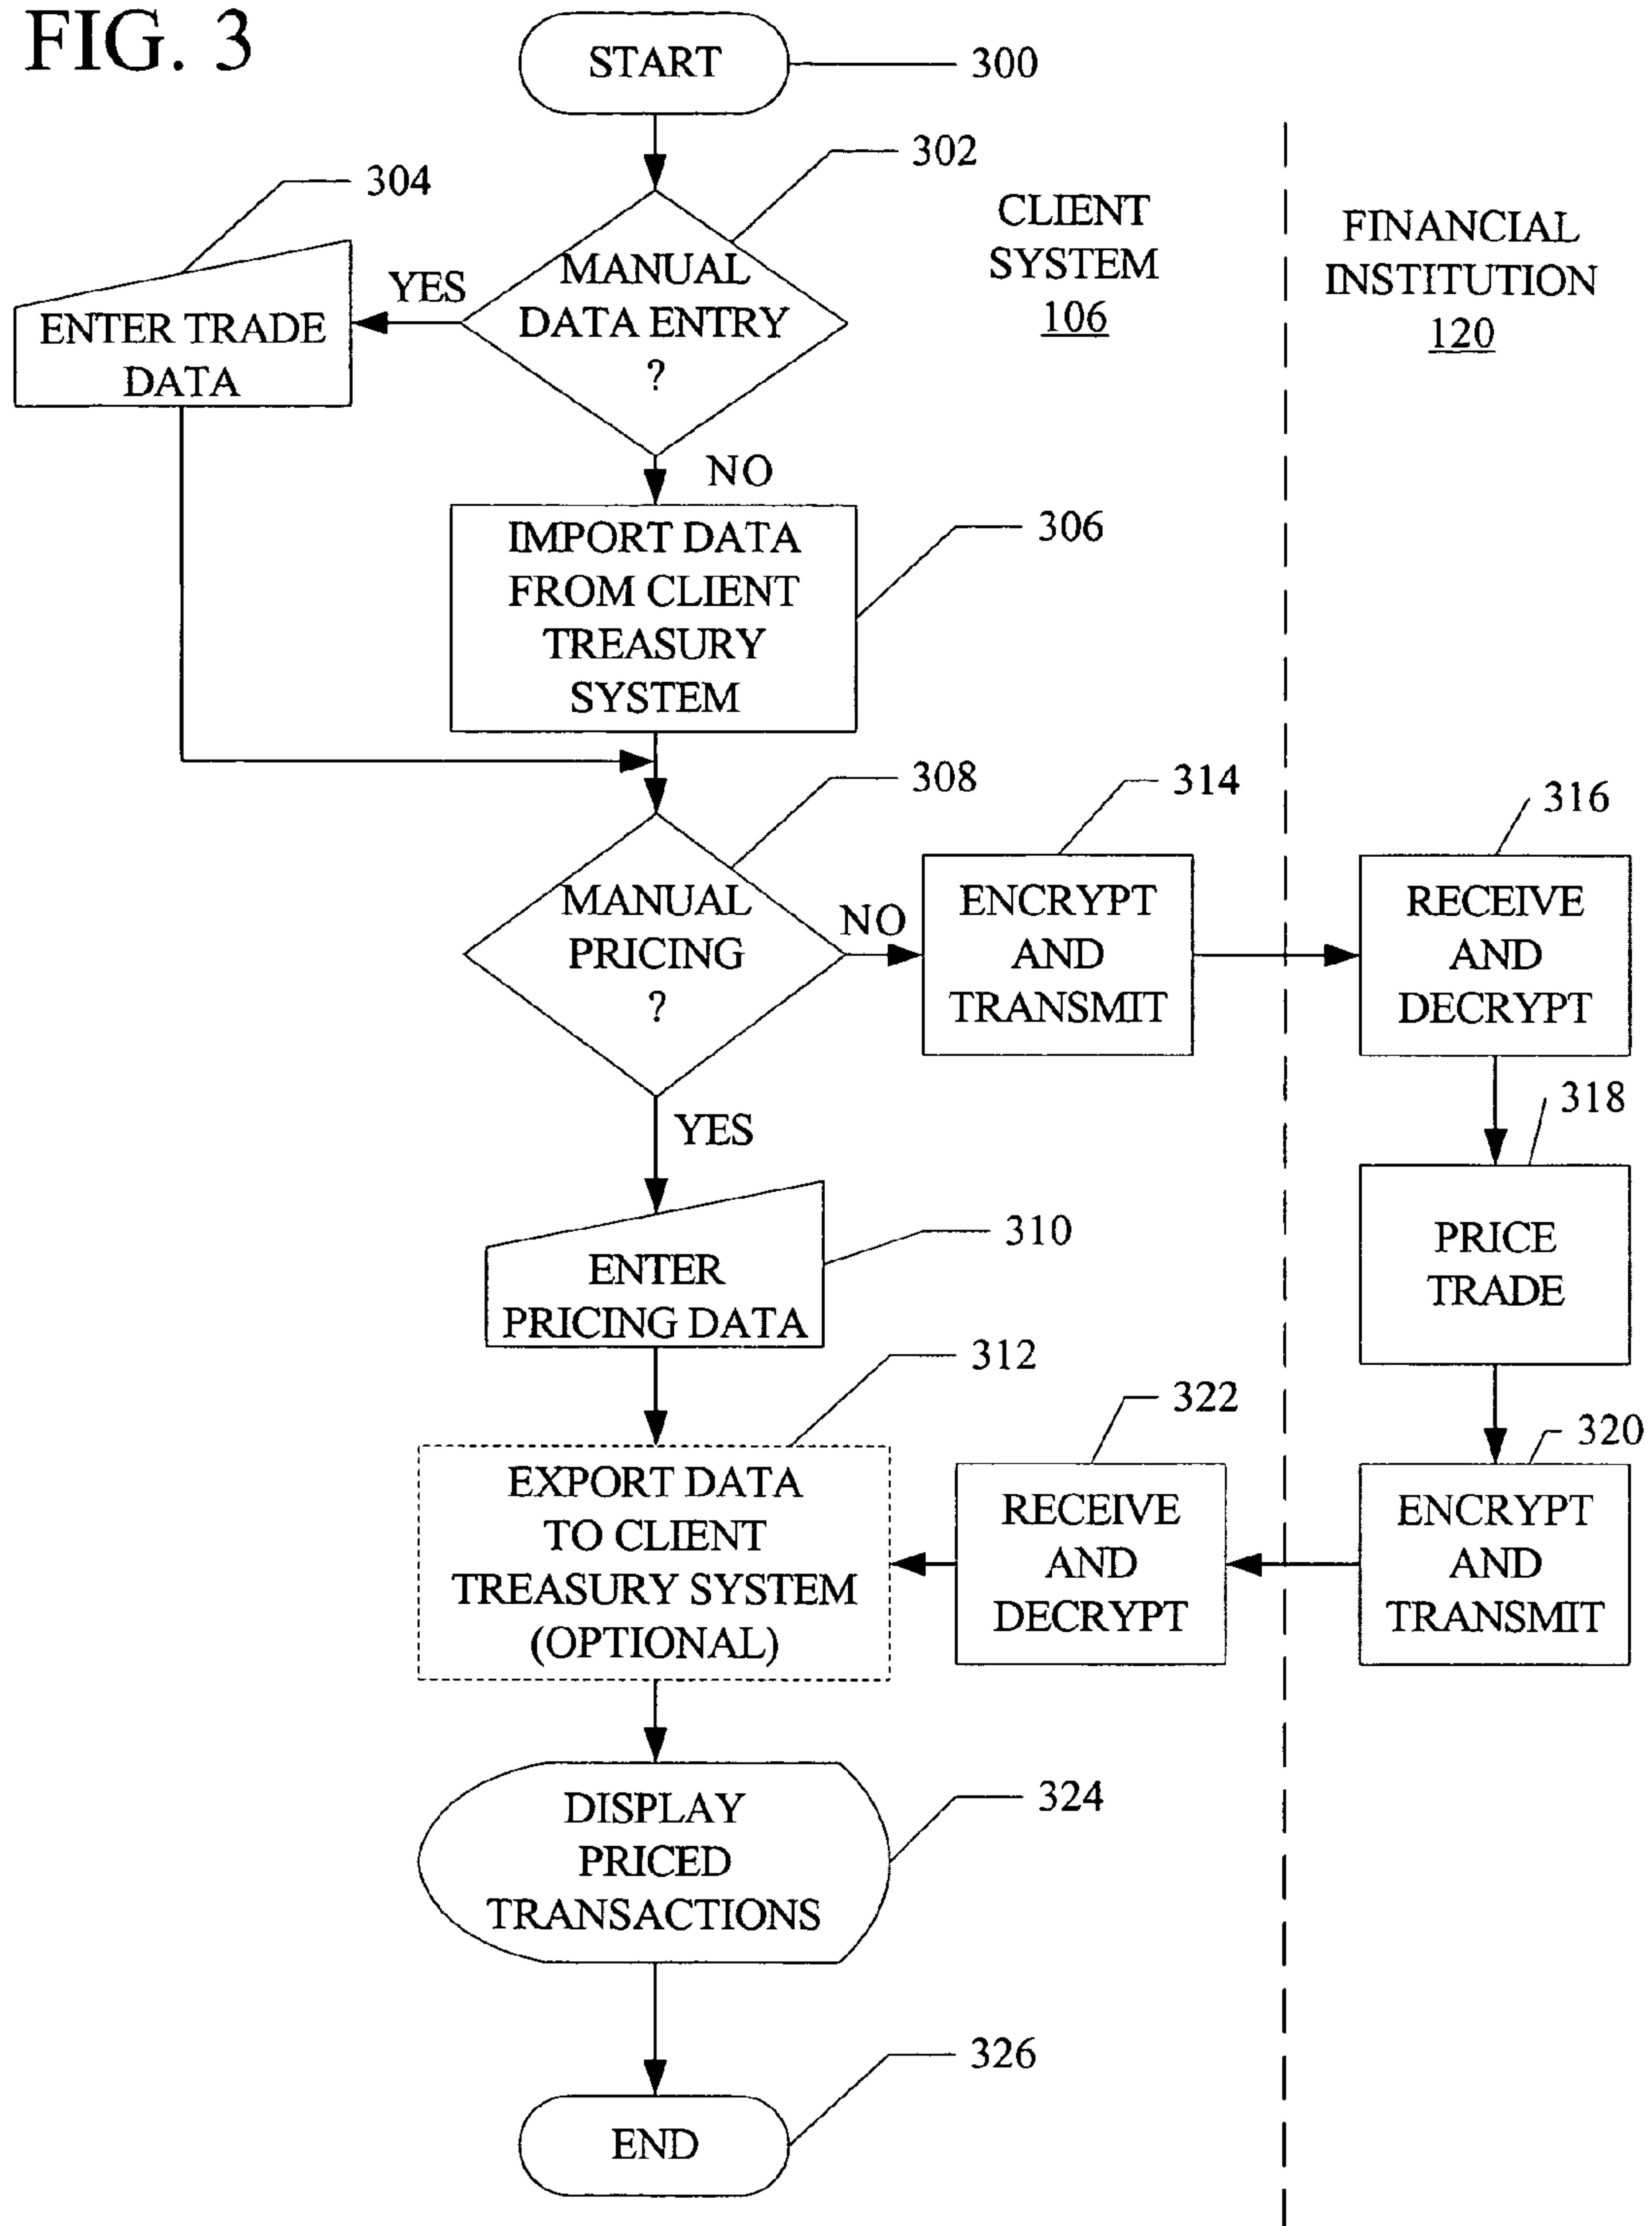 FIG. 3
START
300
302
304
CLIENT
SYSTEM
106
FINANCIAL
INSTITUTION
120
MANUAL
DATA ENTRY
?
YES
ENTER TRADE
DATA
NO
IMPORT DATA
FROM CLIENT
TREASURY
SYSTEM
306
308
MANUAL
PRICING
?
NO
314
ENCRYPT
AND
TRANSMIT
316
RECEIVE
AND
DECRYPT
YES
318
PRICE
TRADE
310
ENTER
PRICING DATA
312
EXPORT DATA
TO CLIENT
TREASURY SYSTEM
(OPTIONAL)
322
RECEIVE
AND
DECRYPT
320
ENCRYPT
AND
TRANSMIT
324
DISPLAY
PRICED
TRANSACTIONS
326
END